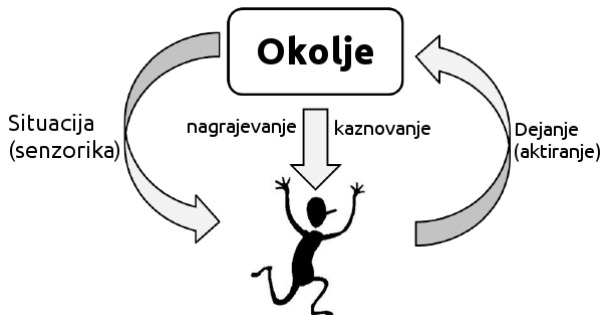 Okolje
Situacija
(senzorika)
nagrajevanje
kaznovanje
Dejanje
(aktiranje)